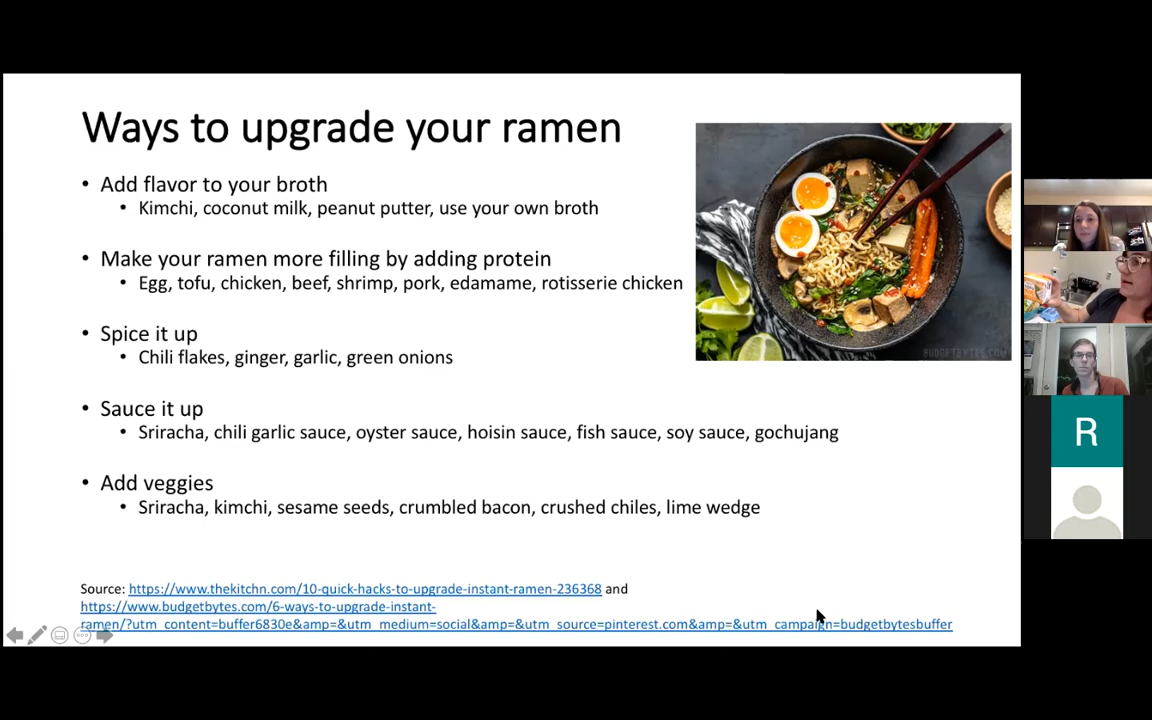 Ways to upgrade your ramen
• Add flavor to your broth
• Kimchi, coconut milk, peanut putter, use your own broth
• Make your ramen more filling by adding protein
• Egg, tofu, chicken, beef, shrimp, pork, edamame, rotisserie chicken
• Spice it up
• Chili flakes, ginger, garlic, green onions
• Sauce it up
• Sriracha, chili garlic sauce, oyster sauce, hoisin sauce, fish sauce, soy sauce, gochujang
• Add veggies
• Sriracha, kimchi, sesame seeds, crumbled bacon, crushed chiles, lime wedge
Source: https://www.thekitchn.com/10-quick-hacks-to-upgrade-instant-ramen-236368 and
https://www.budgetbytes.com/6-ways-to-upgrade-instant-
ramen/?utm_content=buffer6830e&amp=&utm_medium=social&amp=&utm_source=pinterest.com&amp=&utm_campaign=budgetbytesbuffer
BUDGETBYTES.COM
R